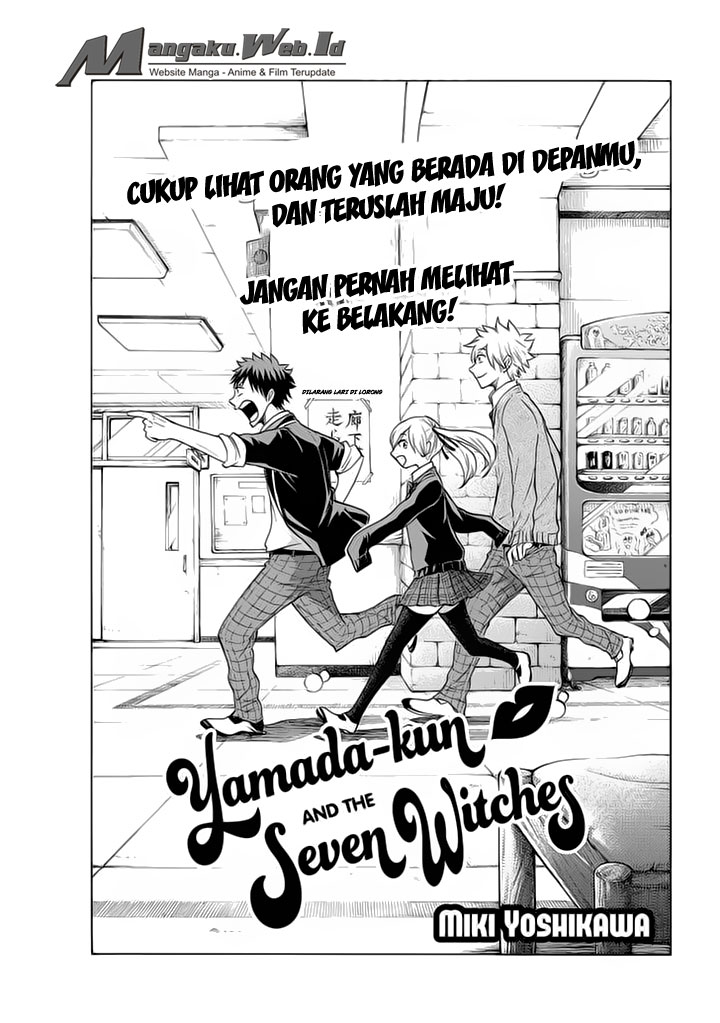 Mangaku.Web.Id
Website Manga - Anime & Film Terupdate
CUKUP LIHAT ORANG YANG BERADA DI DEPANMU,
DAN TERUSLAH MAJU!
JANGAN PERNAH MELIHAT
KE BELAKANG!
DILARANG LARI DI LORONG
廊下
走
Yamada-kun
AND THE
Seven Witches
MIKI YOSHIKAWA